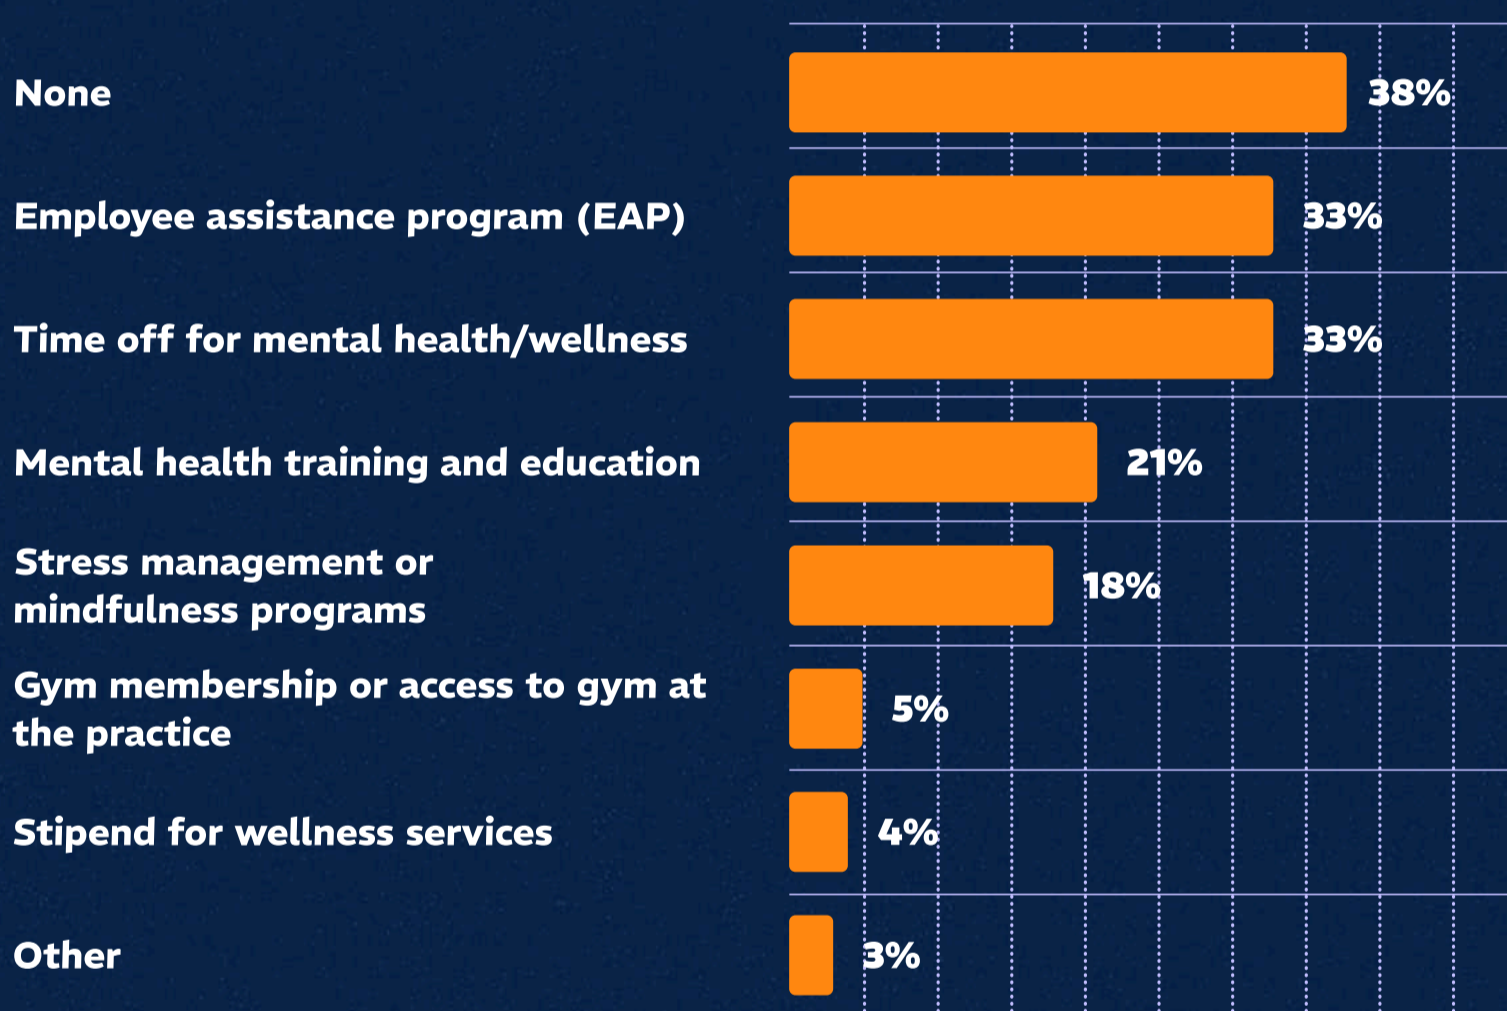 None
38%
Employee assistance program (EAP)
33%
Time off for mental health/wellness
33%
Mental health training and education
21%
Stress management or
mindfulness programs
18%
Gym membership or access to gym at
the practice
5%
Stipend for wellness services
4%
Other
3%